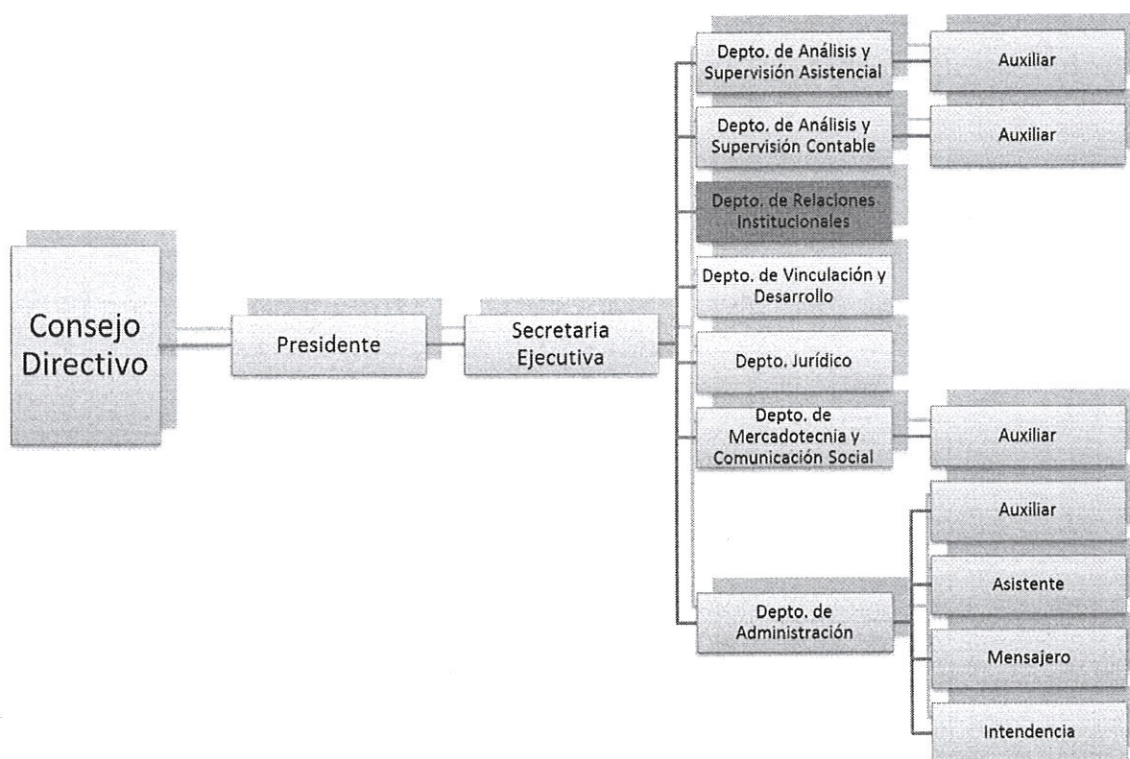 Consejo
Directivo
Presidente
Secretaria
Ejecutiva
Depto. de Análisis y
Supervisión Asistencial
Auxiliar
Depto. de Análisis y
Supervisión Contable
Auxiliar
Depto. de Relaciones
Institucionales
Depto. de Vinculación y
Desarrollo
Depto. Jurídico
Depto. de
Mercadotecnia y
Comunicación Social
Auxiliar
Depto. de
Administración
Auxiliar
Asistente
Mensajero
Intendencia